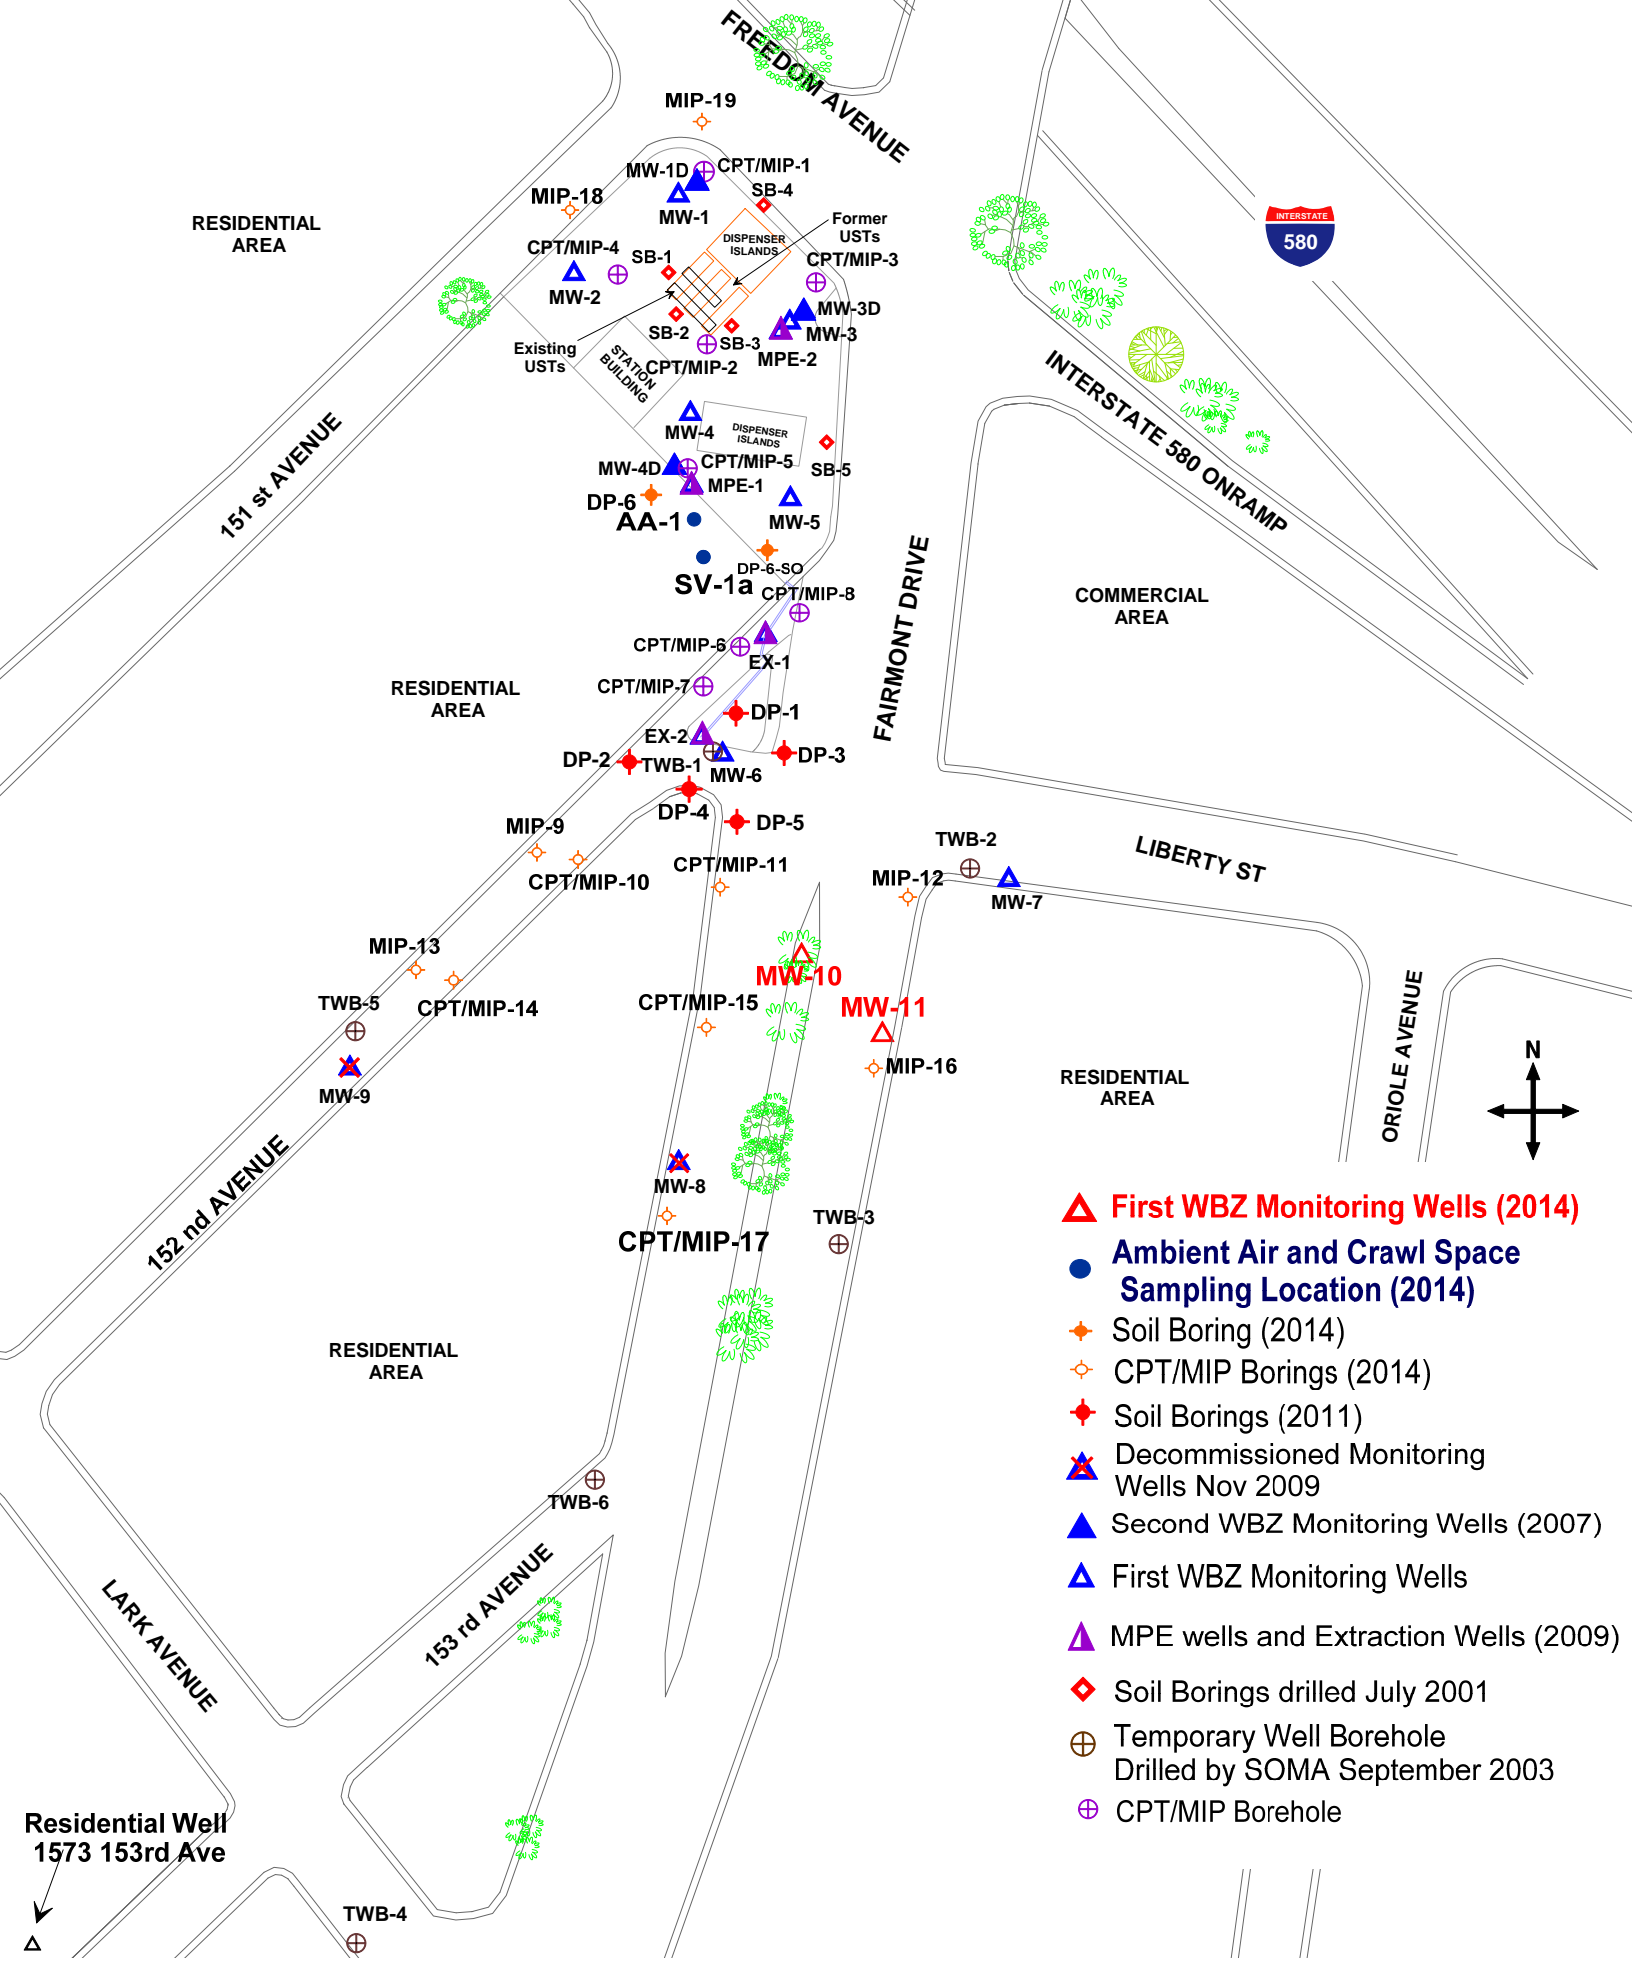 FREEDOM AVENUE
MIP-19
MW-1D
CPT/MIP-1
SB-4
MIP-18
MW-1
Former
USTs
RESIDENTIAL
AREA
DISPENSER
ISLANDS
INTERSTATE
580
CPT/MIP-4
SB-1
CPT/MIP-3
MW-2
MW-3D
SB-2
SB-3
MW-3
Existing
USTs
MPE-2
CPT/MIP-2
STATION
BUILDING
INTERSTATE 580 ONRAMP
MW-4
DISPENSER
ISLANDS
151 st AVENUE
MW-4D
CPT/MIP-5
SB-5
MPE-1
DP-6
AA-1
MW-5
DP-6-SO
SV-1a
CPT/MIP-8
COMMERCIAL
AREA
FAIRMONT DRIVE
CPT/MIP-6
EX-1
RESIDENTIAL
AREA
CPT/MIP-7
DP-1
EX-2
DP-2
TWB-1
MW-6
DP-3
DP-4
DP-5
MIP-9
TWB-2
LIBERTY ST
CPT/MIP-11
CPT/MIP-10
MIP-12
MW-7
MIP-13
MW-10
TWB-5
CPT/MIP-14
CPT/MIP-15
MW-11
ORIOLE AVENUE
MIP-16
RESIDENTIAL
AREA
N
MW-9
152 nd AVENUE
MW-8
TWB-3
CPT/MIP-17
RESIDENTIAL
AREA
First WBZ Monitoring Wells (2014)
Ambient Air and Crawl Space
Sampling Location (2014)
Soil Boring (2014)
CPT/MIP Borings (2014)
Soil Borings (2011)
Decommissioned Monitoring
Wells Nov 2009
Second WBZ Monitoring Wells (2007)
First WBZ Monitoring Wells
MPE wells and Extraction Wells (2009)
Soil Borings drilled July 2001
Temporary Well Borehole
Drilled by SOMA September 2003
CPT/MIP Borehole
TWB-6
153 rd AVENUE
LARK AVENUE
Residential Well
1573 153rd Ave
TWB-4